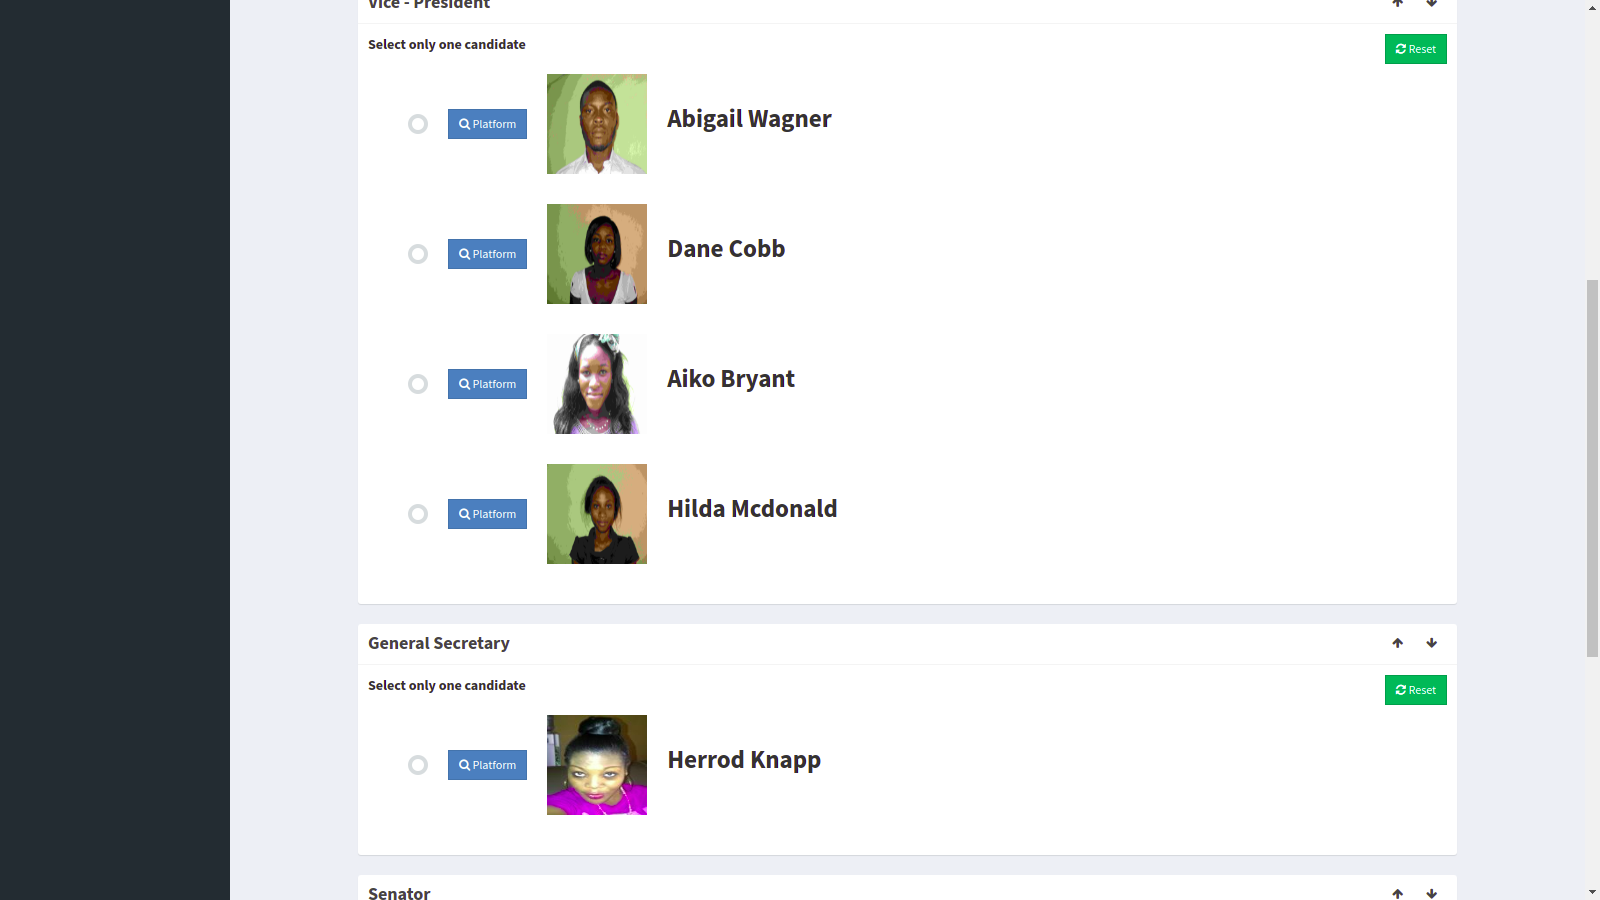 Vice - President
Select only one candidate
Reset
Platform
Abigail Wagner
Platform
Dane Cobb
Platform
Aiko Bryant
Platform
Hilda Mcdonald
General Secretary
Select only one candidate
Reset
Platform
Herrod Knapp
Senator